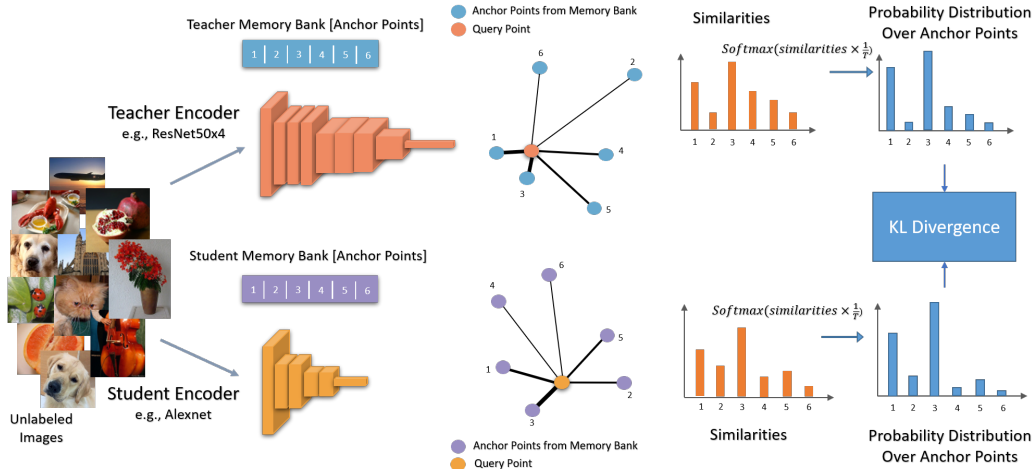 Teacher Memory Bank [Anchor Points]
1 2 3 4 5 6
Teacher Encoder
e.g., ResNet50x4
Anchor Points from Memory Bank
Query Point
6
2
1
4
3
5
Similarities
Softmax(similarities × 1/T)
1 2 3 4 5 6
Probability Distribution
Over Anchor Points
1 2 3 4 5 6
KL Divergence
Unlabeled
Images
Student Memory Bank [Anchor Points]
1 2 3 4 5 6
Student Encoder
e.g., Alexnet
6
4
5
1
2
3
Anchor Points from Memory Bank
Query Point
Softmax(similarities × 1/T)
1 2 3 4 5 6
Similarities
1 2 3 4 5 6
Probability Distribution
Over Anchor Points